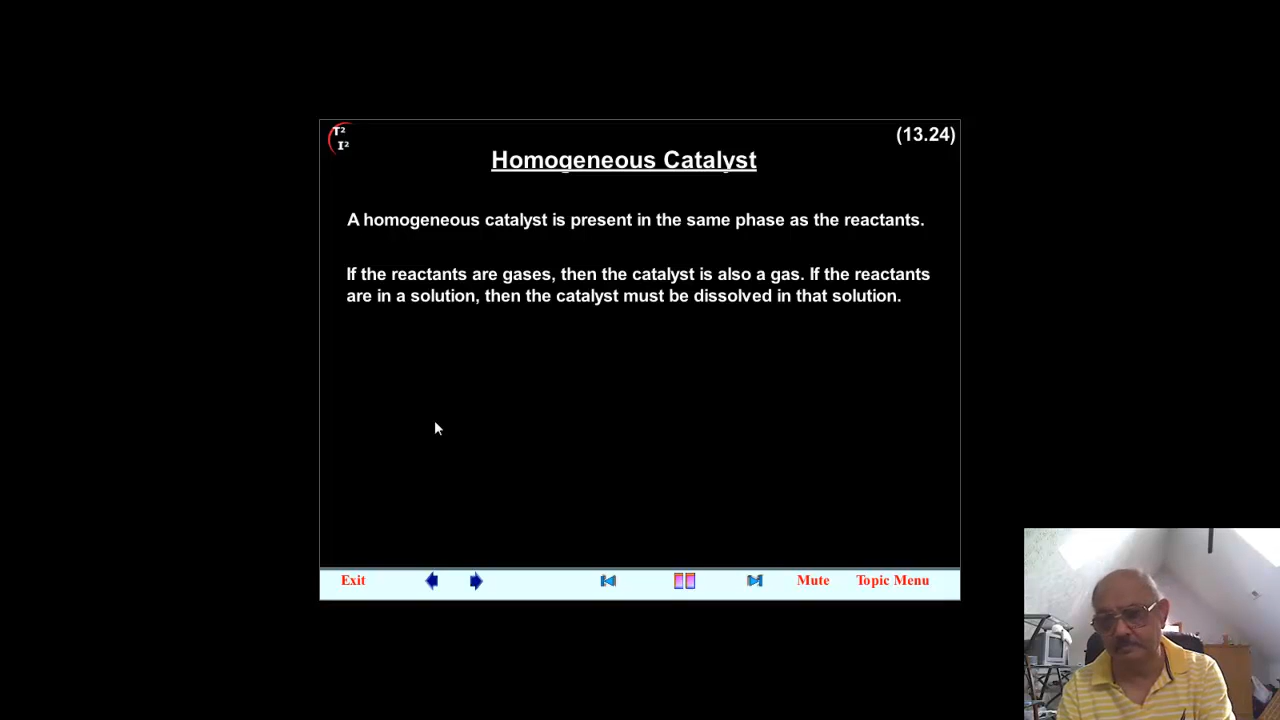 T²
I²
(13.24)
Homogeneous Catalyst
A homogeneous catalyst is present in the same phase as the reactants.
If the reactants are gases, then the catalyst is also a gas. If the reactants
are in a solution, then the catalyst must be dissolved in that solution.
Exit Mute Topic Menu